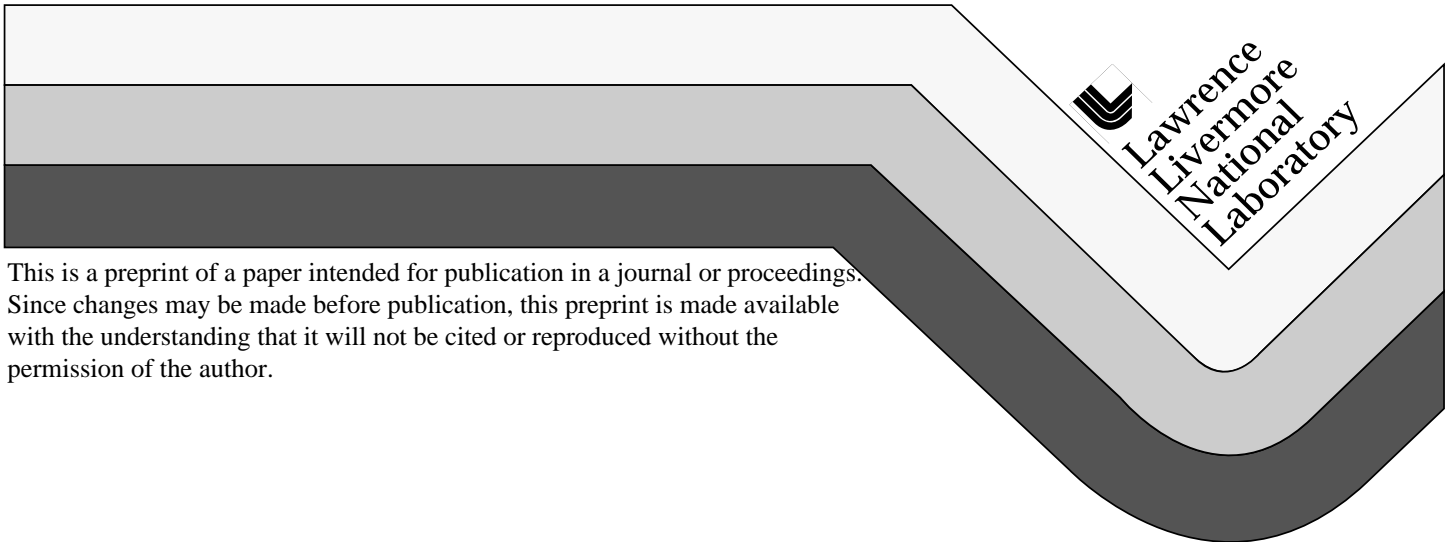 Lawrence
Livermore
National
Laboratory
This is a preprint of a paper intended for publication in a journal or proceedings.
Since changes may be made before publication, this preprint is made available
with the understanding that it will not be cited or reproduced without the
permission of the author.